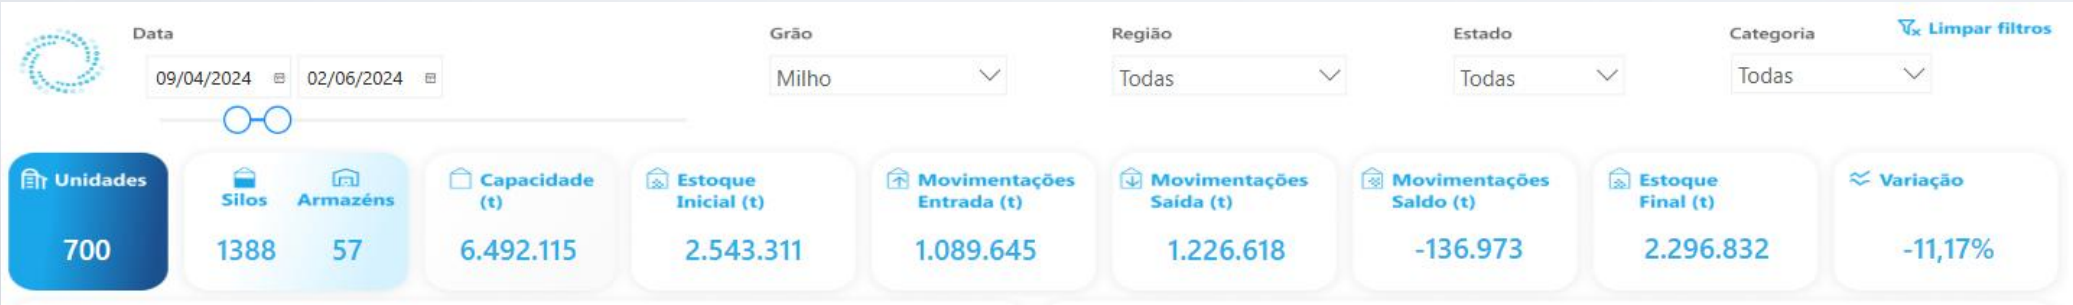 Data
09/04/2024
02/06/2024
Grão
Milho
Região
Todas
Estado
Todas
Categoria
Todas
Limpar filtros
Unidades
700
Silos
1388
Armazéns
57
Capacidade
(t)
6.492.115
Estoque
Inicial (t)
2.543.311
Movimentações
Entrada (t)
1.089.645
Movimentações
Saída (t)
1.226.618
Movimentações
Saldo (t)
-136.973
Estoque
Final (t)
2.296.832
Variação
-11,17%